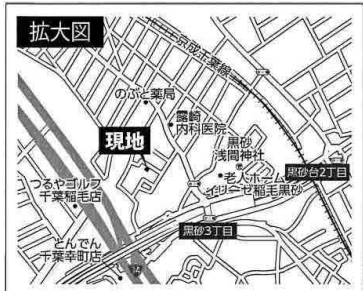 拡大図
京成千葉線
のぶと薬局
露崎
内科医院
現地
黒砂
浅間神社
黒砂台2丁目
老人ホーム
イリーゼ稲毛黒砂
つるやゴルフ
千葉稲毛店
黒砂3丁目
とんでん
千葉幸町店
14